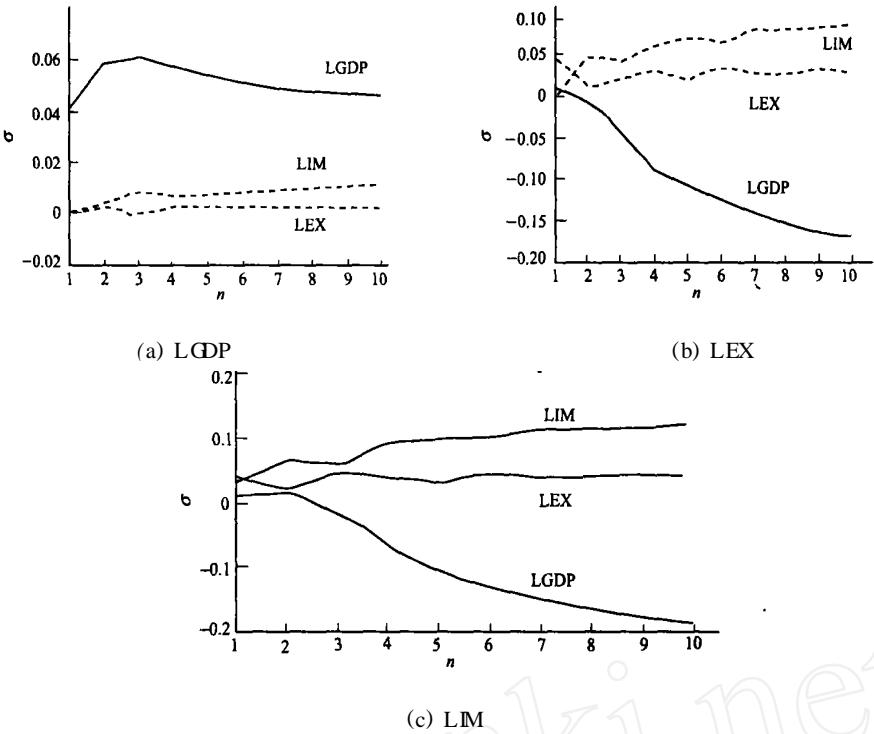 0.06
0.04
0.02
0
−0.02
σ
LGDP
LIM
LEX
1 2 3 4 5 6 7 8 9 10
n
(a) LGDP
0.10
0.05
0
−0.05
−0.10
−0.15
−0.20
σ
LIM
LEX
LGDP
1 2 3 4 5 6 7 8 9 10
n
(b) LEX
0.2
0.1
0
−0.1
−0.2
σ
LIM
LEX
LGDP
1 2 3 4 5 6 7 8 9 10
n
(c) LIM